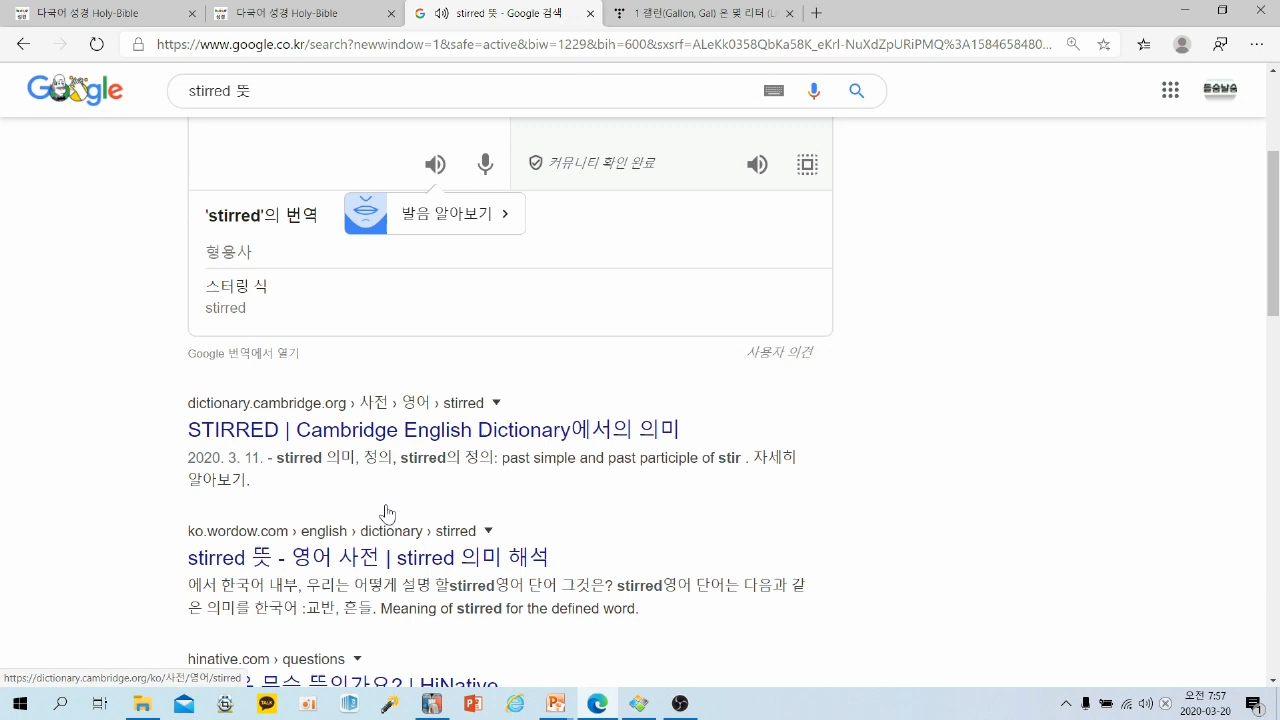 다국어 성경 Holy-Bible
다국어 성경 Holy-Bible
stirred 뜻 - Google 검색
1 갤런(Gallon, Gal) 은 몇 리터 (Li
https://www.google.co.kr/search?newwindow=1&safe=active&biw=1229&bih=600&sxsrf=ALeKk0358QbKa58K_eKrI-NuXdZpURiPMQ%3A1584658480...
Google
stirred 뜻
커뮤니티 확인 완료
'stirred'의 번역
발음 알아보기 ›
형용사
스터링 식
stirred
Google 번역에서 열기
사용자 의견
dictionary.cambridge.org › 사전 › 영어 › stirred
STIRRED | Cambridge English Dictionary에서의 의미
2020. 3. 11. - stirred 의미, 정의, stirred의 정의: past simple and past participle of stir . 자세히
알아보기.
ko.wordow.com › english › dictionary › stirred
stirred 뜻 - 영어 사전 | stirred 의미 해석
에서 한국어 내부, 우리는 어떻게 설명 할stirred영어 단어 그것은? stirred영어 단어는 다음과 같
은 의미를 한국어 :교반, 흔들. Meaning of stirred for the defined word.
hinative.com › questions
무슨 뜻인가요? | HiNative
https://dictionary.cambridge.org/ko/사전/영어/stirred
TALK
오전 7:57
2020-03-20